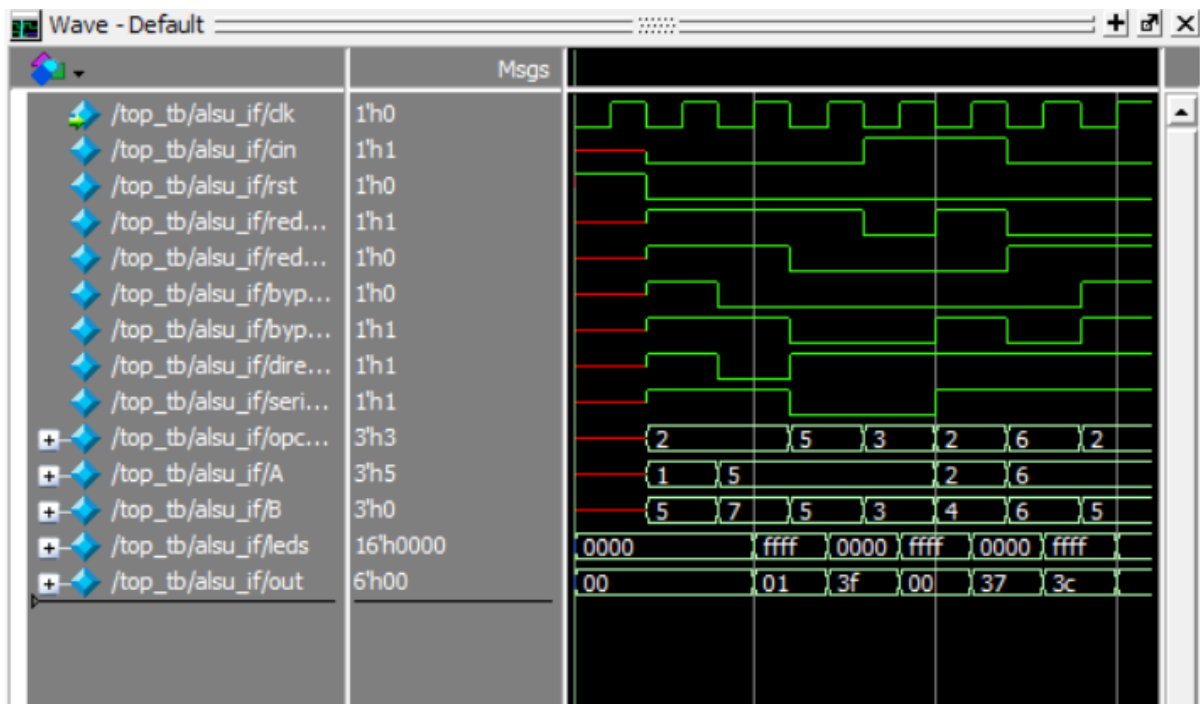 Wave - Default
Msgs
/top_tb/alsu_if/clk 1'h0
/top_tb/alsu_if/cin 1'h1
/top_tb/alsu_if/rst 1'h0
/top_tb/alsu_if/red... 1'h1
/top_tb/alsu_if/red... 1'h0
/top_tb/alsu_if/byp... 1'h0
/top_tb/alsu_if/byp... 1'h1
/top_tb/alsu_if/dire... 1'h1
/top_tb/alsu_if/seri... 1'h1
/top_tb/alsu_if/opc... 3'h3 2 5 3 2 6 2
/top_tb/alsu_if/A 3'h5 1 5 2 6
/top_tb/alsu_if/B 3'h0 5 7 5 3 4 6 5
/top_tb/alsu_if/leds 16'h0000 0000 ffff 0000 ffff 0000 ffff
/top_tb/alsu_if/out 6'h00 00 01 3f 00 37 3c